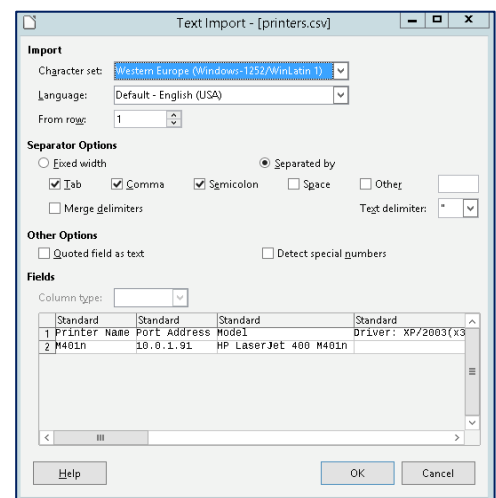 Text Import - [printers.csv]
Import
Character set: Western Europe (Windows-1252/WinLatin 1)
Language: Default - English (USA)
From row: 1
Separator Options
Fixed width Separated by
Tab Comma Semicolon Space Other
Merge delimiters Text delimiter: "
Other Options
Quoted field as text Detect special numbers
Fields
Column type:
Standard Standard Standard Standard
1 Printer Name Port Address Model Driver: XP/2003(x3
2 M401n 10.0.1.91 HP LaserJet 400 M401n
Help OK Cancel